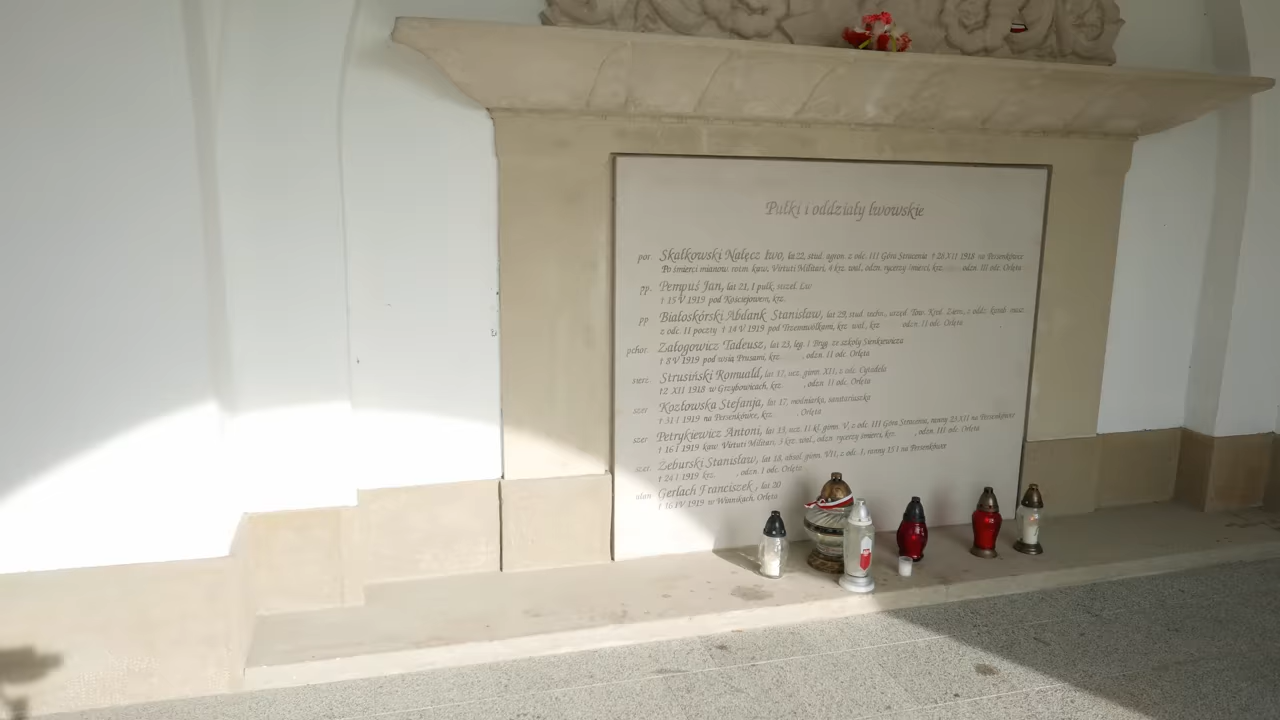 Pułki i oddziały lwowskie
por. Skałkowski Nałęcz Iwo, lat 22, stud. agron. z odc. III Góra Stracenia † 28 XII 1918 na Persenkówce
Po śmierci mianow. rotm. kaw. Virtuti Militari, 4 krz. wal., odzn. rycerzy śmierci, krz. odzn. III odc. Orlęta
pp. Pempuś Jan, lat 21, I pułk. strzel. Lw.
† 15 V 1919 pod Kościejowem, krz.
pp. Białoskórski Abdank Stanisław, lat 29, stud. techn., urzęd. Tow. Kred. Ziem., z oddz.
z odc. II poczty † 14 V 1919 pod Trzemwólkami, krz. wal., krz. odzn. II odc. Orlęta
pchor. Załogowicz Tadeusz, lat 23, leg. I Bryg. ze szkoły Sienkiewicza
† 8 V 1919 pod wsią Prusami, krz. , odzn. II odc. Orlęta
sierż. Strusiński Romuald, lat 17, ucz. gimn. XII, z odc. Cytadela
†2 XII 1918 w Grzybowicach, krz. , odzn. II odc. Orlęta
szer. Kozłowska Stefanja, lat 17, modniarka, sanitariuszka
† 31 I 1919 na Persenkówce, krz. , Orlęta
szer. Petrykiewicz Antoni, lat 13, ucz. II kl. gimn. V, z odc. III Góra Stracenia, ranny 23 XII na Persenkówce
† 16 I 1919 kaw. Virtuti Militari, 3 krz. wal., odzn. rycerzy śmierci, krz. , odzn. III odc. Orlęta
szer. Żeburski Stanisław, lat 18, absol. gimn. VII, z odc. I, ranny 15 I na Persenkówce
† 24 I 1919 krz. , odzn. I odc. Orlęta
ułan Gerlach Franciszek, lat 20
† 16 IV 1919 w Winnikach, Orlęta